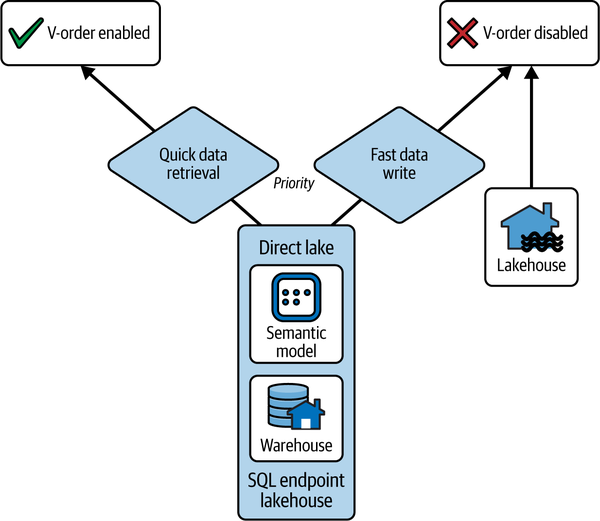 V-order enabled
V-order disabled
Quick data
retrieval
Fast data
write
Priority
Lakehouse
Direct lake
Semantic
model
Warehouse
SQL endpoint
lakehouse